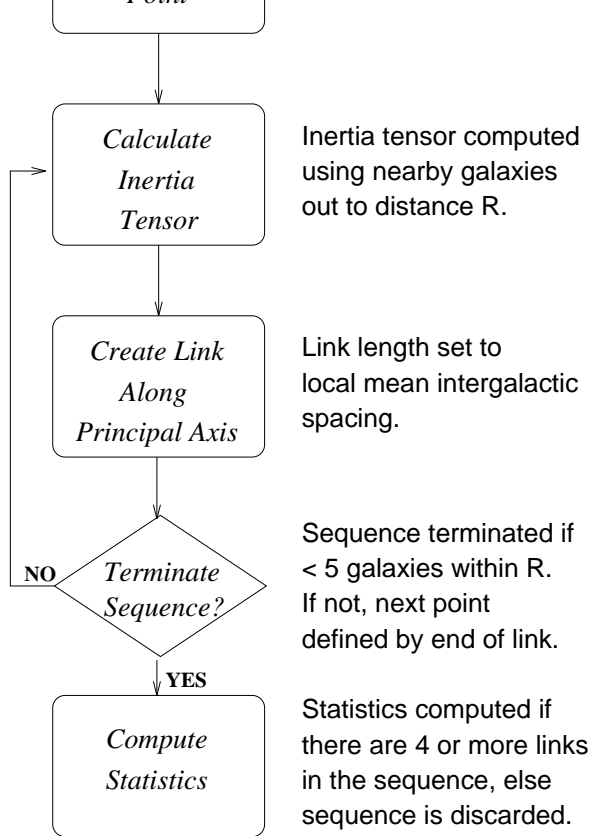 Point
Calculate
Inertia
Tensor
Inertia tensor computed
using nearby galaxies
out to distance R.
Create Link
Along
Principal Axis
Link length set to
local mean intergalactic
spacing.
NO
Terminate
Sequence?
Sequence terminated if
< 5 galaxies within R.
If not, next point
defined by end of link.
YES
Compute
Statistics
Statistics computed if
there are 4 or more links
in the sequence, else
sequence is discarded.